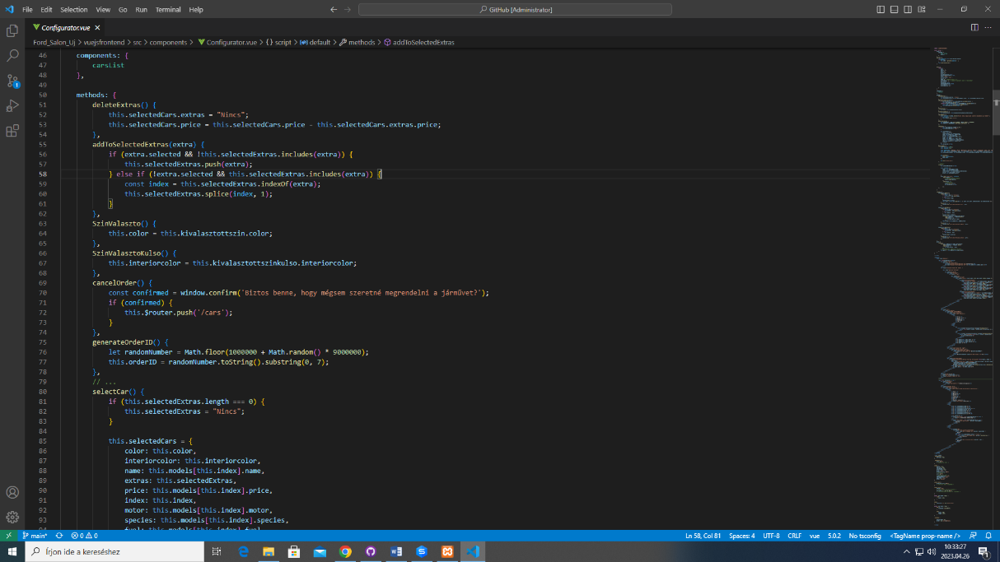 File Edit Selection View Go Run Terminal Help
GitHub [Administrator]
Configurator.vue
Ford_Salon_Uj > vuejsfrontend > src > components > Configurator.vue > {} script > default > methods > addToSelectedExtras
46 components: {
47 carsList
48 },
49
50 methods: {
51 deleteExtras() {
52 this.selectedCars.extras = "Nincs";
53 this.selectedCars.price = this.selectedCars.price - this.selectedCars.extras.price;
54 },
55 addToSelectedExtras(extra) {
56 if (extra.selected && !this.selectedExtras.includes(extra)) {
57 this.selectedExtras.push(extra);
58 } else if (!extra.selected && this.selectedExtras.includes(extra)) {
59 const index = this.selectedExtras.indexOf(extra);
60 this.selectedExtras.splice(index, 1);
61 }
62 },
63 SzinValaszto() {
64 this.color = this.kivalasztottszin.color;
65 },
66 SzinValasztoKulso() {
67 this.interiorcolor = this.kivalasztottszinkulso.interiorcolor;
68 },
69 cancelOrder() {
70 const confirmed = window.confirm(`Biztos benne, hogy mégsem szeretné megrendelni a járművet?`);
71 if (confirmed) {
72 this.$router.push('/cars');
73 }
74 },
75 generateOrderID() {
76 let randomNumber = Math.floor(1000000 + Math.random() * 9000000);
77 this.orderID = randomNumber.toString().substring(0, 7);
78 },
79 // ...
80 selectCar() {
81 if (this.selectedExtras.length === 0) {
82 this.selectedExtras = "Nincs";
83 }
84
85 this.selectedCars = {
86 color: this.color,
87 interiorcolor: this.interiorcolor,
88 name: this.models[this.index].name,
89 extras: this.selectedExtras,
90 price: this.models[this.index].price,
91 index: this.index,
92 motor: this.models[this.index].motor,
93 species: this.models[this.index].species,
94 fuel: this.models[this.index].fuel,
main* 0 0 Ln 58, Col 81 Spaces: 4 UTF-8 CRLF vue 5.0.2 No tsconfig <TagName prop-name />
Írjon ide a kereséshez
10:33:27
2023.04.26
1